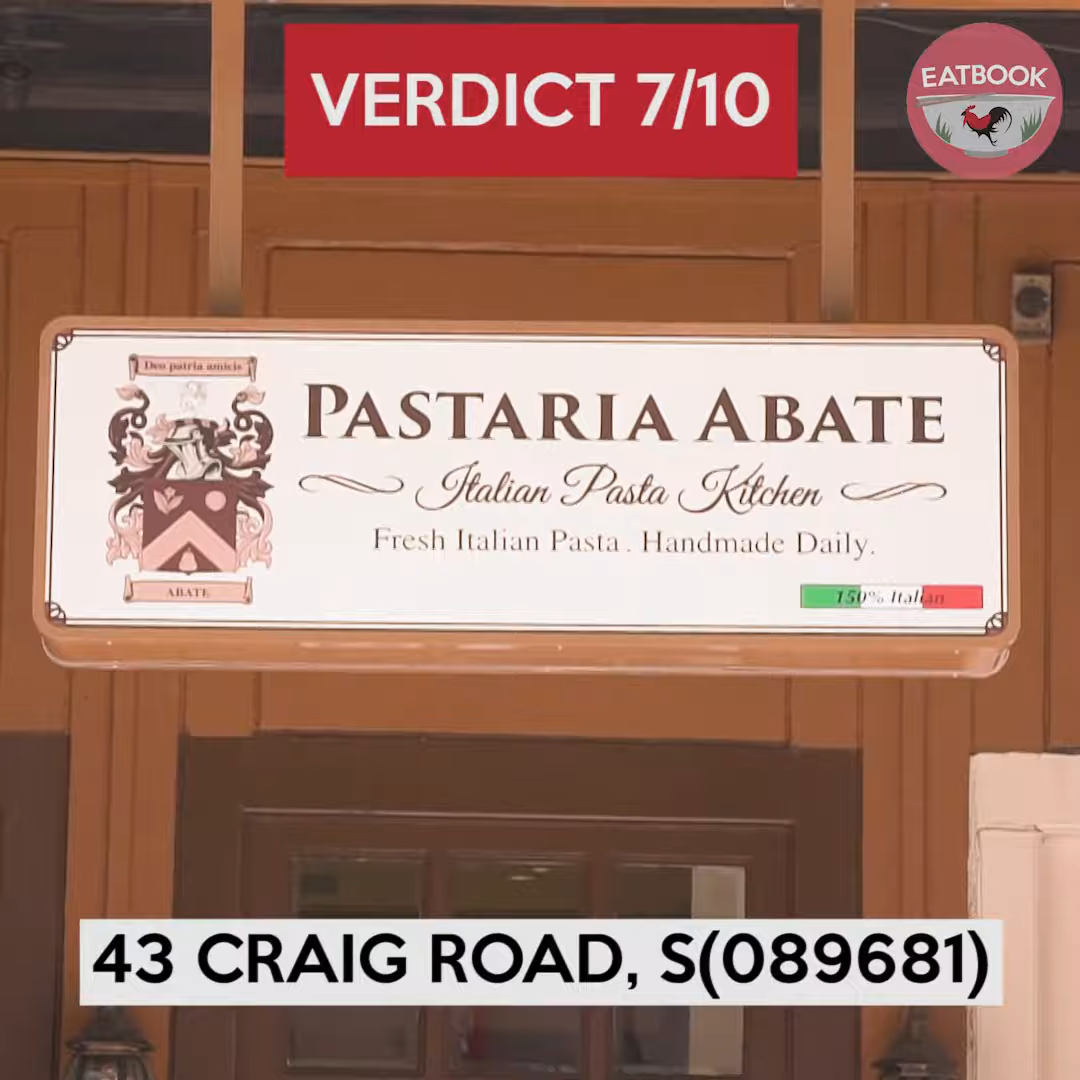 VERDICT 7/10
EATBOOK
Deo patria amicis
PASTARIA ABATE
Italian Pasta Kitchen
Fresh Italian Pasta. Handmade Daily.
ABATE
150% Italian
43 CRAIG ROAD, S(089681)